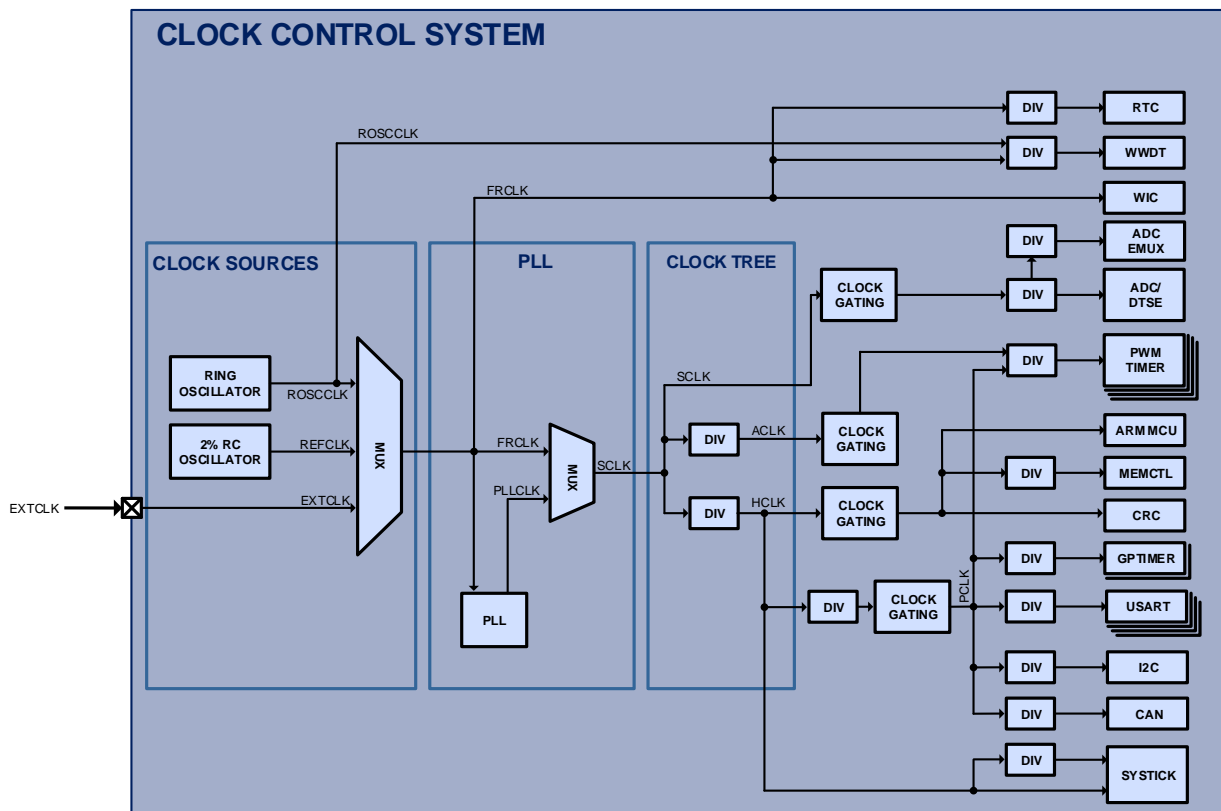 CLOCK CONTROL SYSTEM
DIV
RTC
ROSCCLK
DIV
WWDT
FRCLK
WIC
CLOCK SOURCES
PLL
CLOCK TREE
DIV
ADC
EMUX
CLOCK
GATING
DIV
ADC/
DTSE
RING
OSCILLATOR
ROSCCLK
SCLK
DIV
PWM
TIMER
2% RC
OSCILLATOR
REFCLK
MUX
FRCLK
MUX
SCLK
DIV
ACLK
CLOCK
GATING
ARM MCU
DIV
MEMCTL
EXTCLK
EXTCLK
PLLCLK
DIV
HCLK
CLOCK
GATING
CRC
DIV
GPTIMER
PLL
DIV
CLOCK
GATING
PCLK
DIV
USART
DIV
I2C
DIV
CAN
DIV
SYSTICK